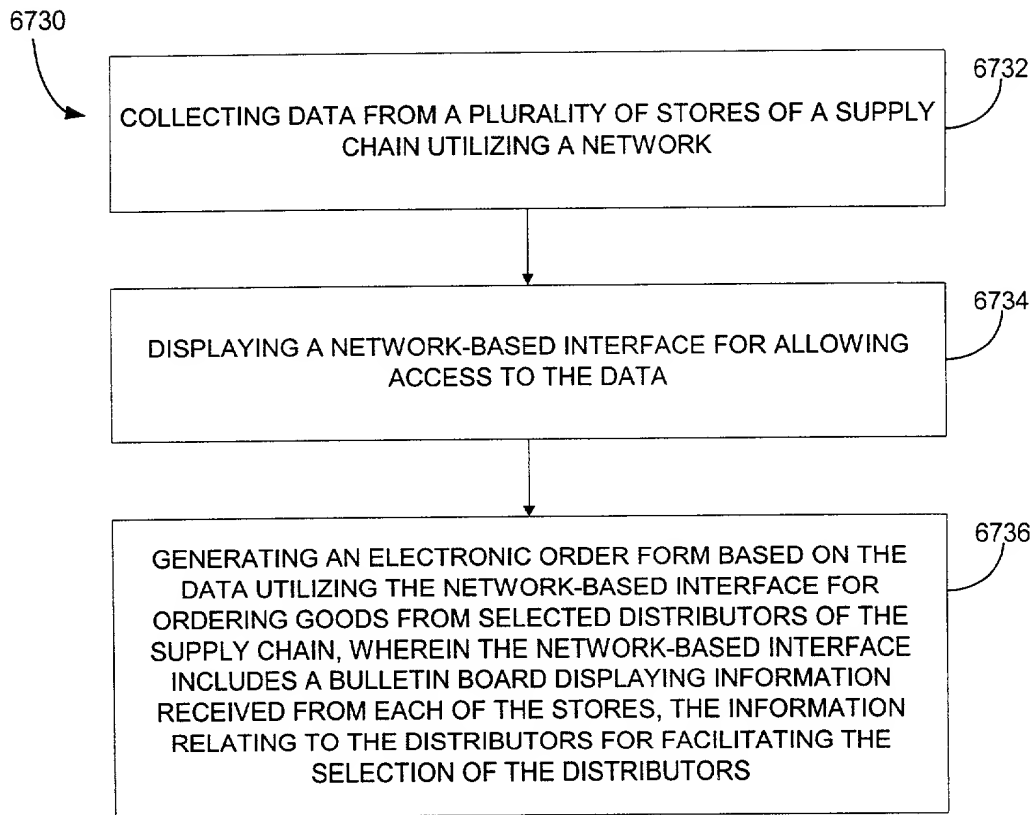 6730
6732
COLLECTING DATA FROM A PLURALITY OF STORES OF A SUPPLY
CHAIN UTILIZING A NETWORK
6734
DISPLAYING A NETWORK-BASED INTERFACE FOR ALLOWING
ACCESS TO THE DATA
6736
GENERATING AN ELECTRONIC ORDER FORM BASED ON THE
DATA UTILIZING THE NETWORK-BASED INTERFACE FOR
ORDERING GOODS FROM SELECTED DISTRIBUTORS OF THE
SUPPLY CHAIN, WHEREIN THE NETWORK-BASED INTERFACE
INCLUDES A BULLETIN BOARD DISPLAYING INFORMATION
RECEIVED FROM EACH OF THE STORES, THE INFORMATION
RELATING TO THE DISTRIBUTORS FOR FACILITATING THE
SELECTION OF THE DISTRIBUTORS